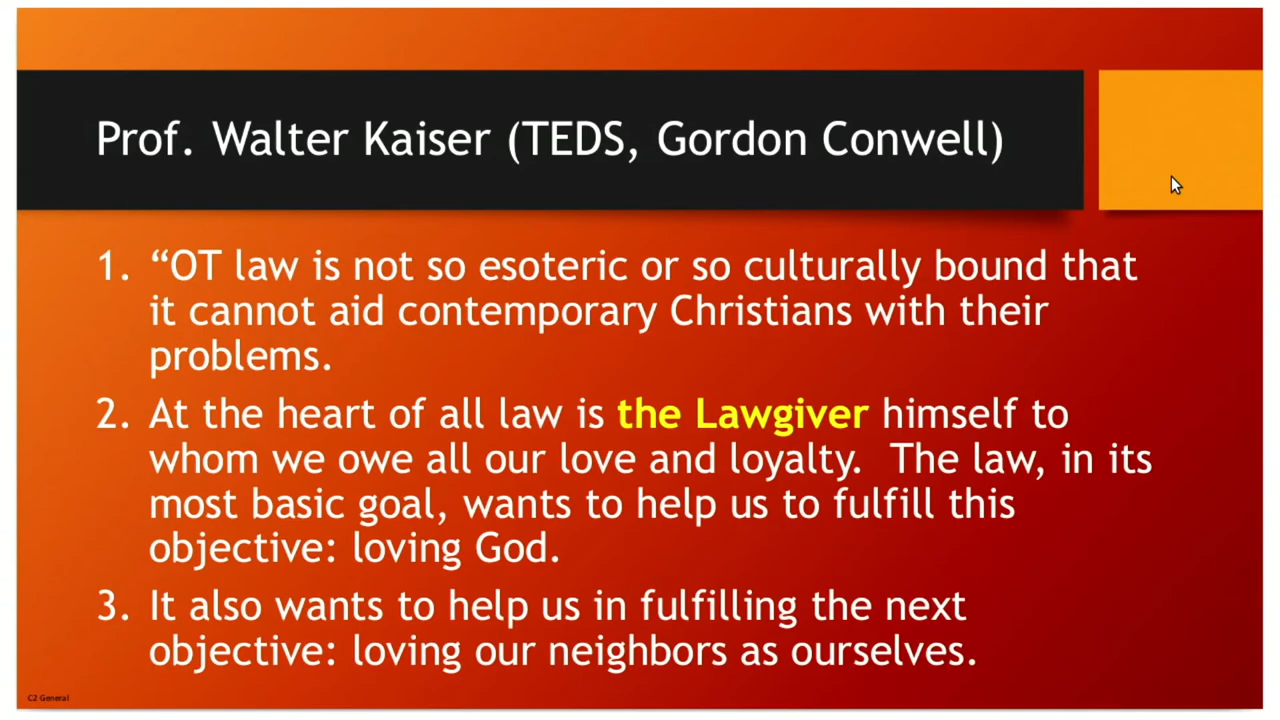 Prof. Walter Kaiser (TEDS, Gordon Conwell)
1. “OT law is not so esoteric or so culturally bound that
it cannot aid contemporary Christians with their
problems.
2. At the heart of all law is the Lawgiver himself to
whom we owe all our love and loyalty.  The law, in its
most basic goal, wants to help us to fulfill this
objective: loving God.
3. It also wants to help us in fulfilling the next
objective: loving our neighbors as ourselves.
C2 General